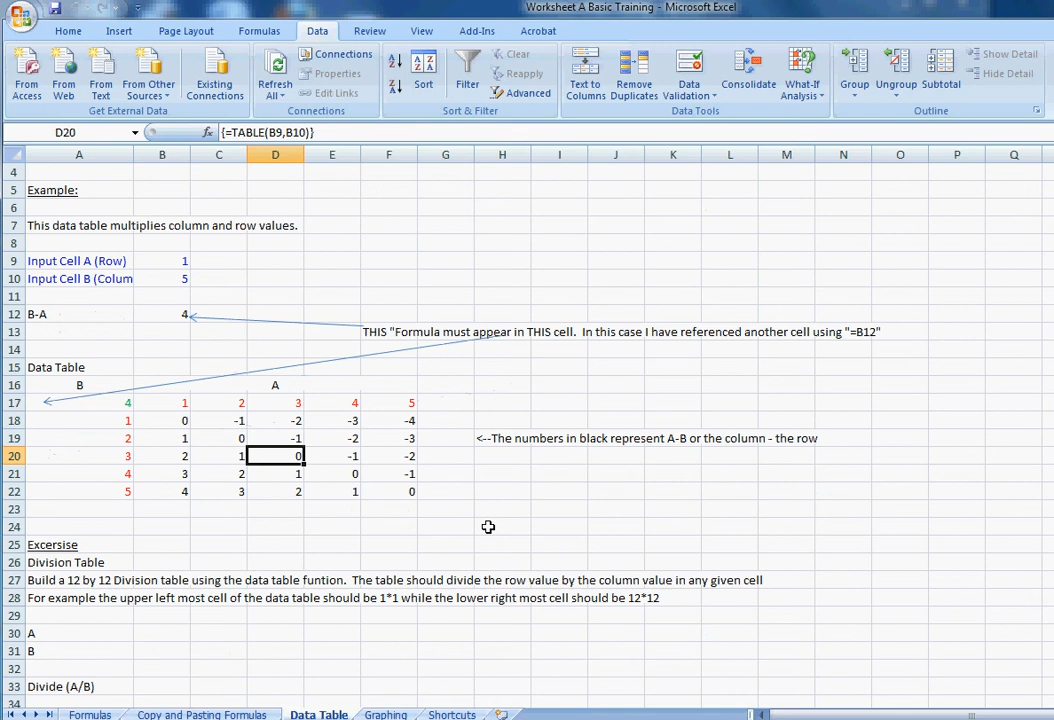 Worksheet A Basic Training - Microsoft Excel
Home Insert Page Layout Formulas Data Review View Add-Ins Acrobat
From Access From Web From Text From Other Sources Existing Connections Refresh All Connections Properties Edit Links Sort Filter Clear Reapply Advanced Text to Columns Remove Duplicates Data Validation Consolidate What-If Analysis Group Ungroup Subtotal Show Detail Hide Detail
Get External Data Connections Sort & Filter Data Tools Outline
D20 fx {=TABLE(B9,B10)}
A B C D E F G H I J K L M N O P Q
4
5 Example:
6
7 This data table multiplies column and row values.
8
9 Input Cell A (Row) 1
10 Input Cell B (Colum 5
11
12 B-A 4
13 THIS "Formula must appear in THIS cell. In this case I have referenced another cell using "=B12"
14
15 Data Table
16 B A
17 4 1 2 3 4 5
18 1 0 -1 -2 -3 -4
19 2 1 0 -1 -2 -3 <--The numbers in black represent A-B or the column - the row
20 3 2 1 0 -1 -2
21 4 3 2 1 0 -1
22 5 4 3 2 1 0
23
24
25 Excersise
26 Division Table
27 Build a 12 by 12 Division table using the data table funtion. The table should divide the row value by the column value in any given cell
28 For example the upper left most cell of the data table should be 1*1 while the lower right most cell should be 12*12
29
30 A
31 B
32
33 Divide (A/B)
34
Formulas Copy and Pasting Formulas Data Table Graphing Shortcuts